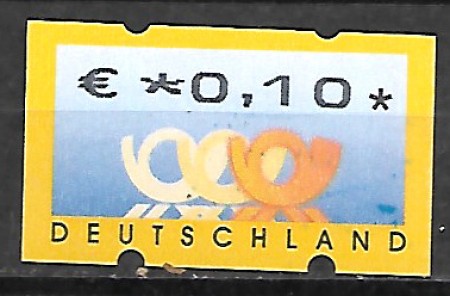 € *0,10*
DEUTSCHLAND